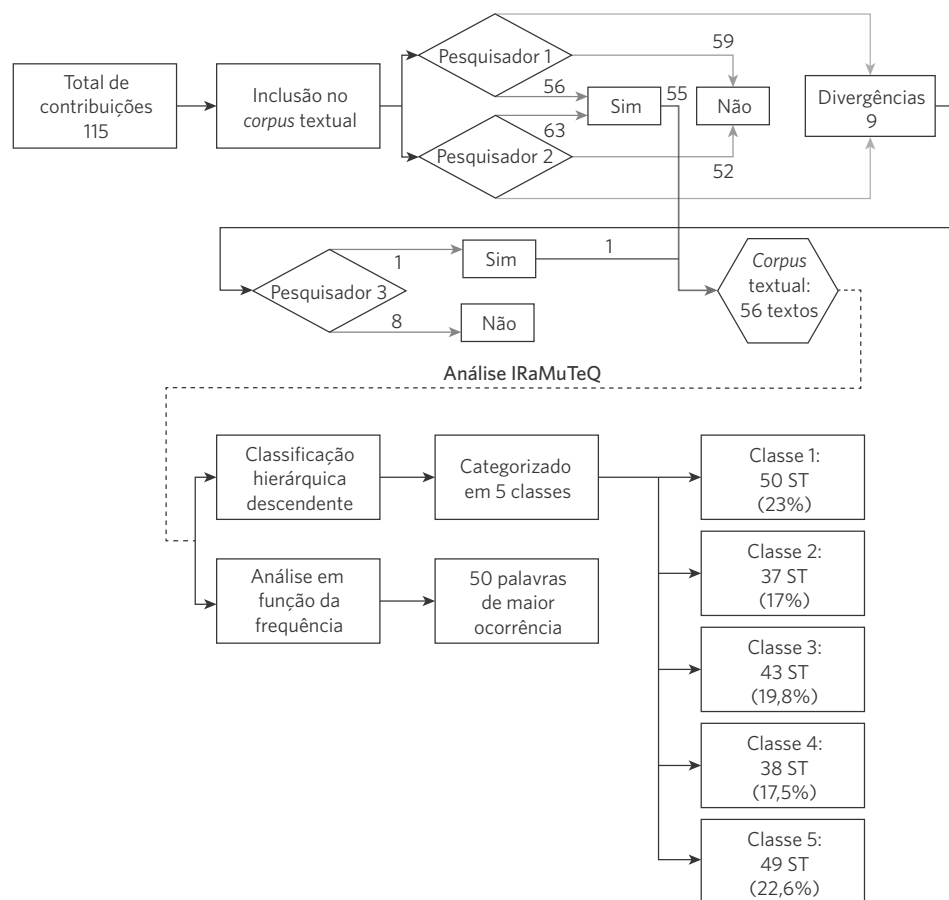 Total de
contribuições
115
Inclusão no
corpus textual
Pesquisador 1
59
56
Sim
55
Não
Divergências
9
63
Pesquisador 2
52
Pesquisador 3
1
Sim
1
8
Não
Corpus
textual:
56 textos
Análise IRaMuTeQ
Classificação
hierárquica
descendente
Categorizado
em 5 classes
Análise em
função da
frequência
50 palavras
de maior
ocorrência
Classe 1:
50 ST
(23%)
Classe 2:
37 ST
(17%)
Classe 3:
43 ST
(19,8%)
Classe 4:
38 ST
(17,5%)
Classe 5:
49 ST
(22,6%)